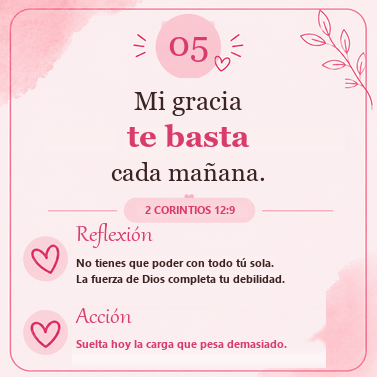 05
Mi gracia
te basta
cada mañana.
2 CORINTIOS 12:9
Reflexión
No tienes que poder con todo tú sola.
La fuerza de Dios completa tu debilidad.
Acción
Suelta hoy la carga que pesa demasiado.